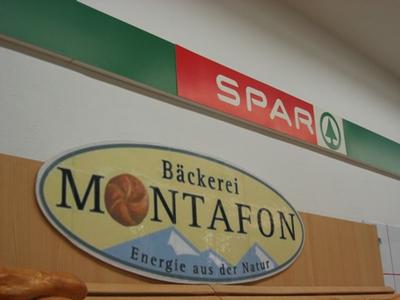 SPAR
Bäckerei
MONTAFON
Energie aus der Natur